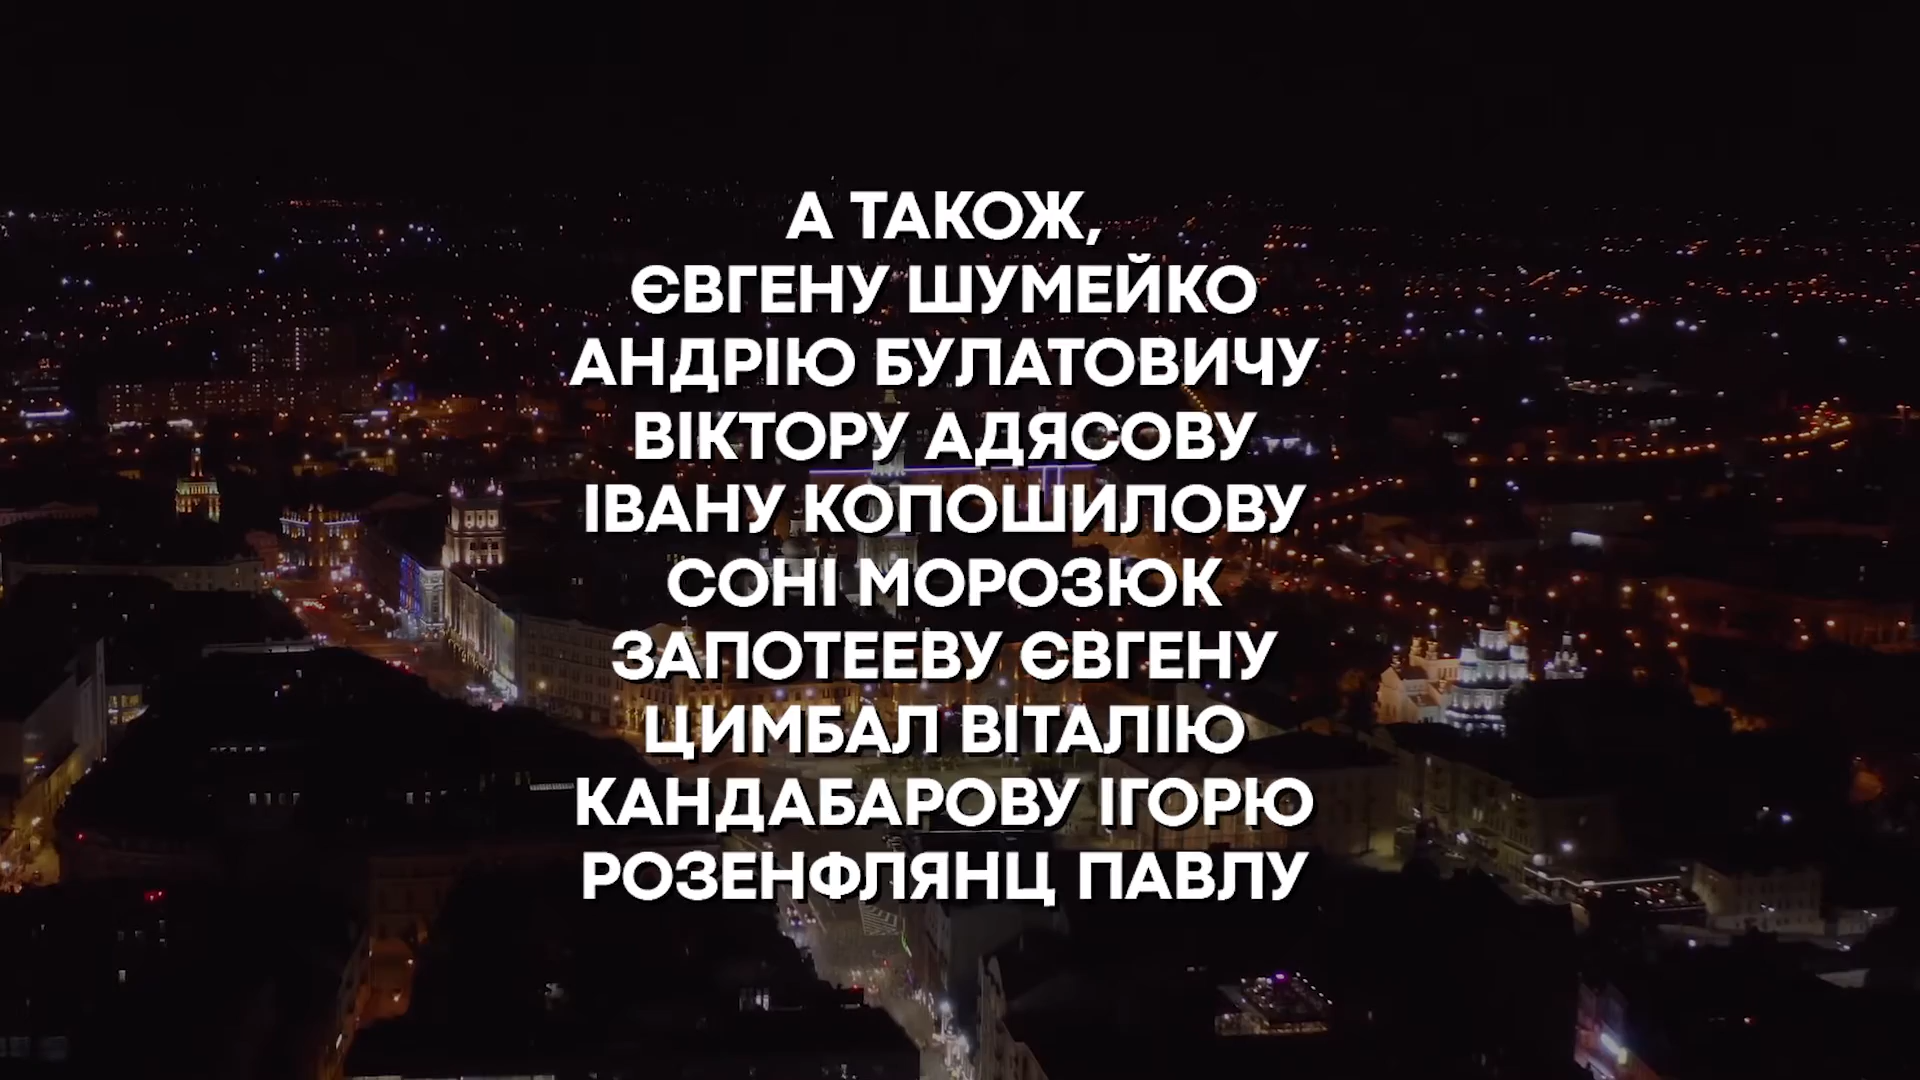 А ТАКОЖ,
ЄВГЕНУ ШУМЕЙКО
АНДРІЮ БУЛАТОВИЧУ
ВІКТОРУ АДЯСОВУ
ІВАНУ КОПОШИЛОВУ
СОНІ МОРОЗЮК
ЗАПОТЕЕВУ ЄВГЕНУ
ЦИМБАЛ ВІТАЛІЮ
КАНДАБАРОВУ ІГОРЮ
РОЗЕНФЛЯНЦ ПАВЛУ